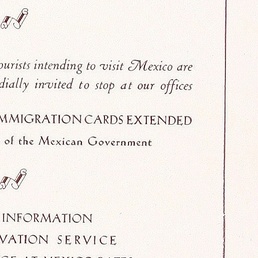 ourists intending to visit Mexico are
dially invited to stop at our offices
MMIGRATION CARDS EXTENDED
of the Mexican Government
INFORMATION
VATION SERVICE